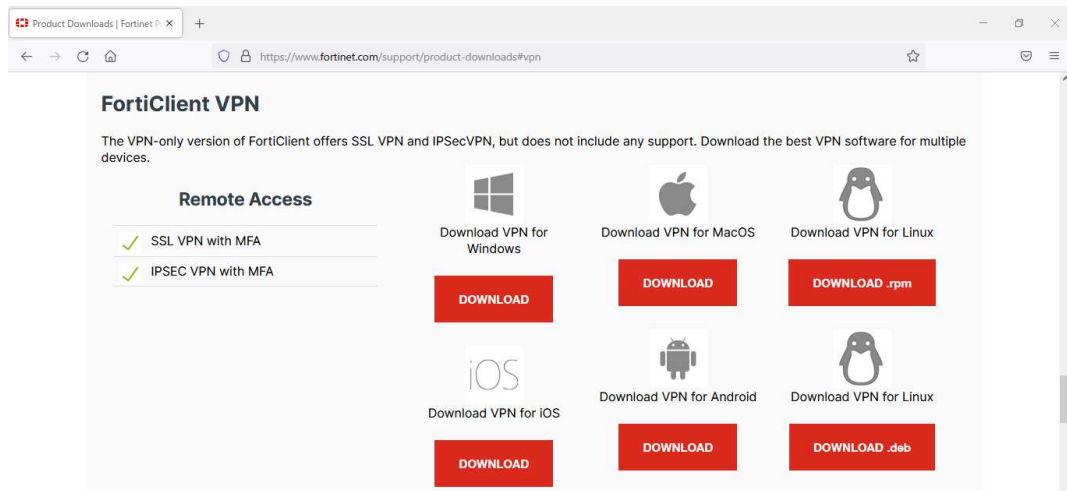 Product Downloads | Fortinet
https://www.fortinet.com/support/product-downloads#vpn
FortiClient VPN
The VPN-only version of FortiClient offers SSL VPN and IPSecVPN, but does not include any support. Download the best VPN software for multiple
devices.
Remote Access
SSL VPN with MFA
IPSEC VPN with MFA
Download VPN for
Windows
DOWNLOAD
Download VPN for MacOS
DOWNLOAD
Download VPN for Linux
DOWNLOAD .rpm
iOS
Download VPN for iOS
DOWNLOAD
Download VPN for Android
DOWNLOAD
Download VPN for Linux
DOWNLOAD .deb